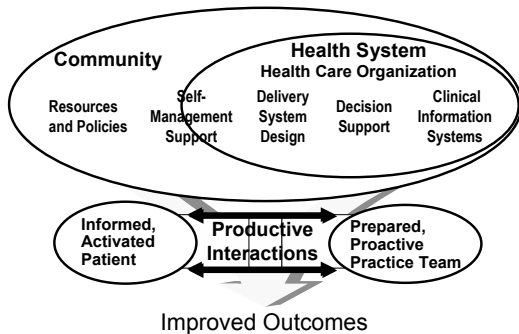 Community
Health System
Health Care Organization
Resources
and Policies
Self-
Management
Support
Delivery
System
Design
Decision
Support
Clinical
Information
Systems
Informed,
Activated
Patient
Productive
Interactions
Prepared,
Proactive
Practice Team
Improved Outcomes